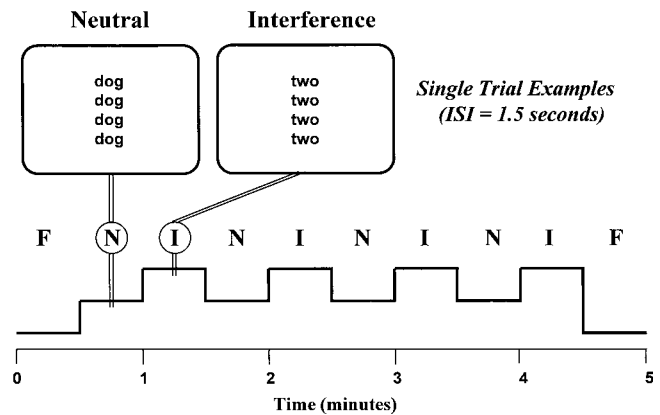 Neutral Interference
dog
dog
dog
dog
two
two
two
two
Single Trial Examples
(ISI = 1.5 seconds)
F N I N I N I N I F
0 1 2 3 4 5
Time (minutes)